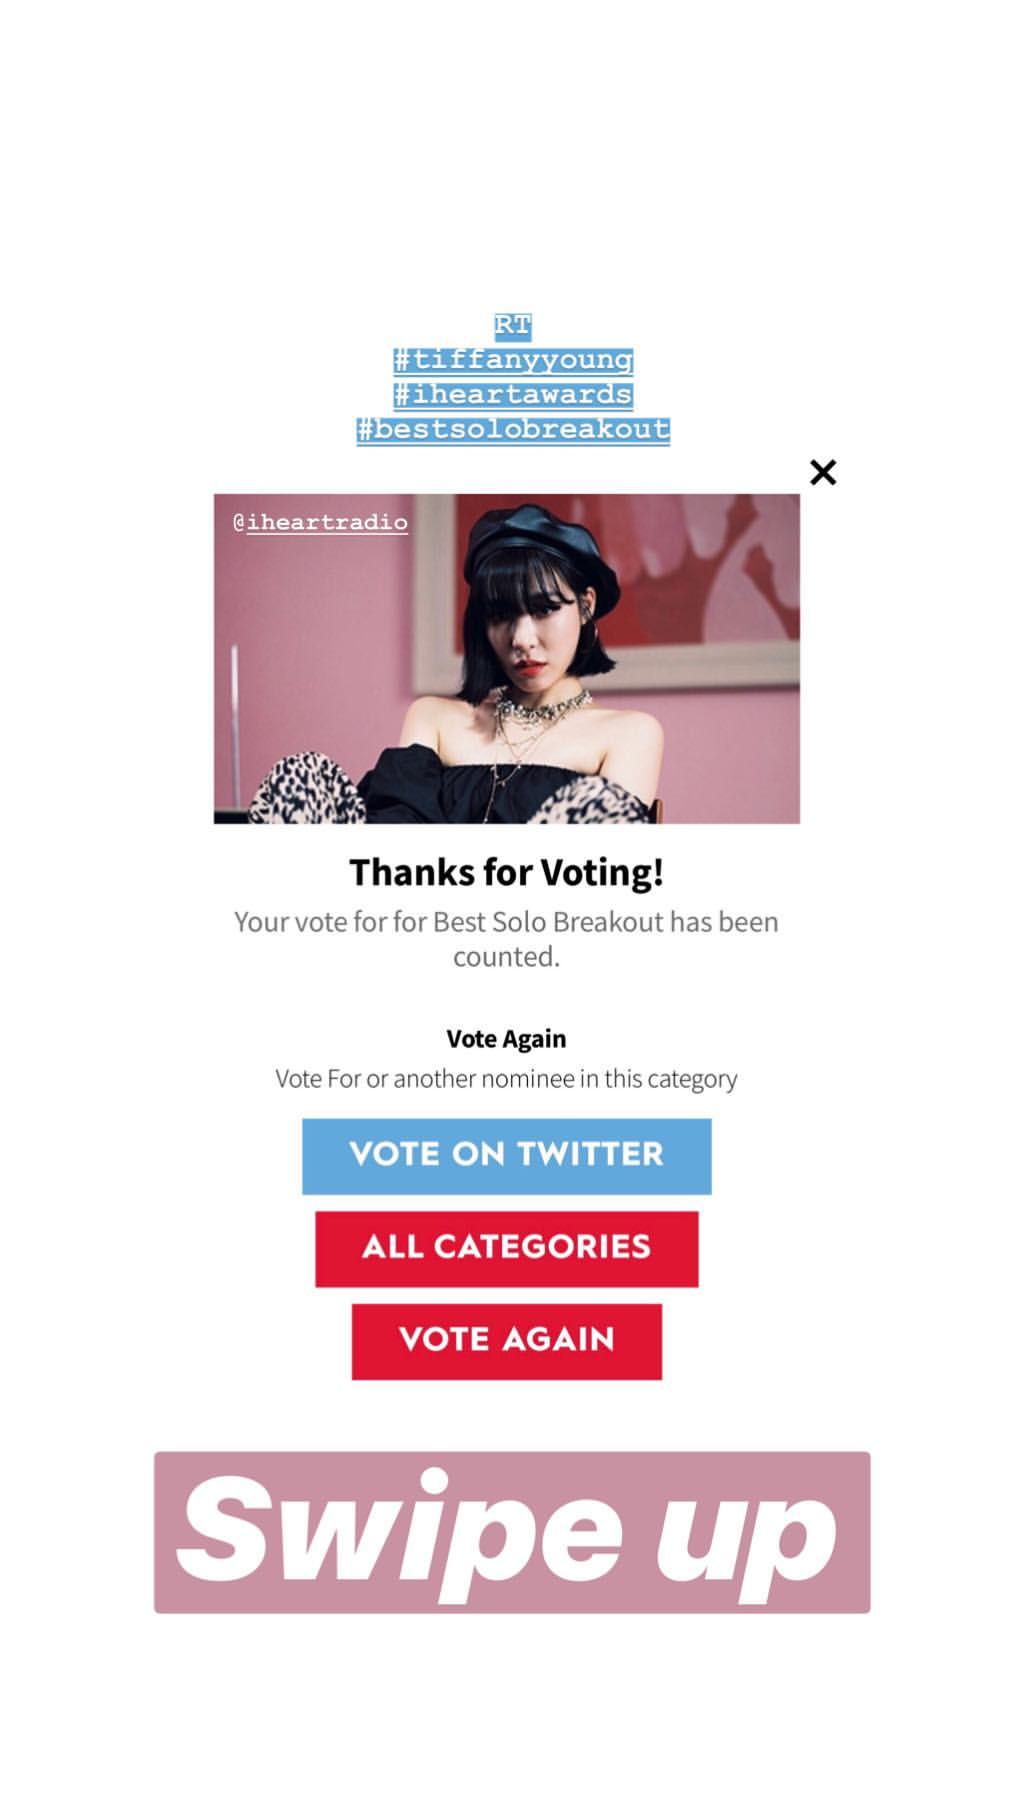 RT
#tiffanyyoung
#iheartawards
#bestsolobreakout
@iheartradio
Thanks for Voting!
Your vote for for Best Solo Breakout has been
counted.
Vote Again
Vote For or another nominee in this category
VOTE ON TWITTER
ALL CATEGORIES
VOTE AGAIN
Swipe up